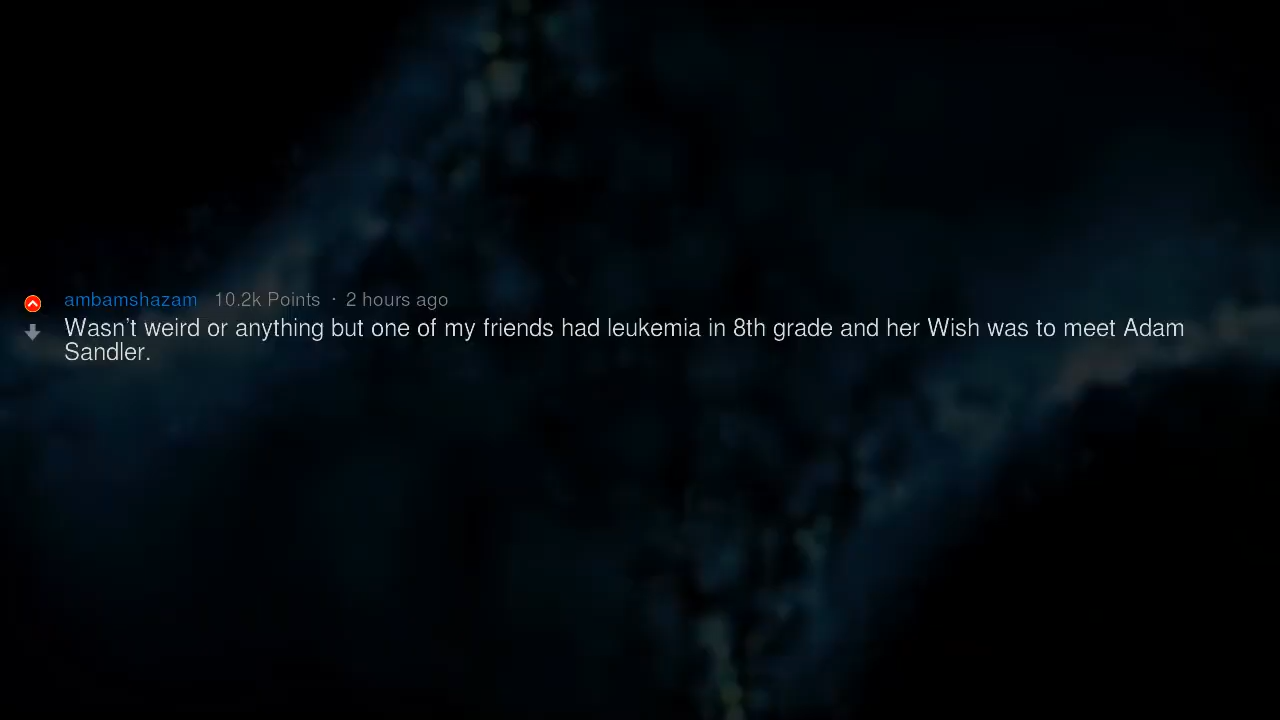 ambamshazam 10.2k Points · 2 hours ago
Wasn't weird or anything but one of my friends had leukemia in 8th grade and her Wish was to meet Adam
Sandler.